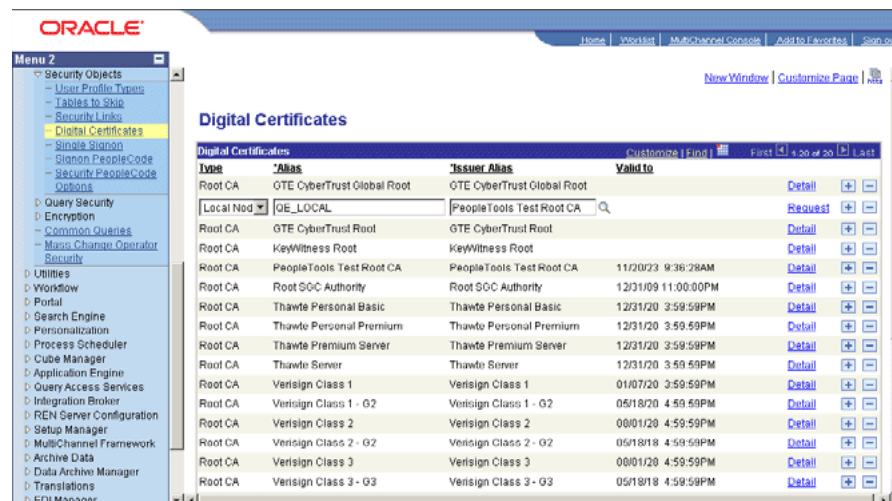 ORACLE
Home | Worklist | MultiChannel Console | Add to Favorites | Sign ou
Menu 2
New Window | Customize Page |
Security Objects
User Profile Types
Tables to Skip
Security Links
Digital Certificates
Single Signon
Signon PeopleCode
Security PeopleCode
Options
Query Security
Encryption
Common Queries
Mass Change Operator
Security
Utilities
Workflow
Portal
Search Engine
Personalization
Process Scheduler
Cube Manager
Application Engine
Query Access Services
Integration Broker
REN Server Configuration
Setup Manager
MultiChannel Framework
Archive Data
Data Archive Manager
Translations
EDI Manager
Digital Certificates
Digital Certificates Customize | Find | First 1-20 of 20 Last
Type *Alias *Issuer Alias Valid to
Root CA GTE CyberTrust Global Root GTE CyberTrust Global Root Detail + -
Local Nod QE_LOCAL PeopleTools Test Root CA Request + -
Root CA GTE CyberTrust Root GTE CyberTrust Root Detail + -
Root CA KeyWitness Root KeyWitness Root Detail + -
Root CA PeopleTools Test Root CA PeopleTools Test Root CA 11/20/23 9:36:28AM Detail + -
Root CA Root SGC Authority Root SGC Authority 12/31/09 11:00:00PM Detail + -
Root CA Thawte Personal Basic Thawte Personal Basic 12/31/20 3:59:59PM Detail + -
Root CA Thawte Personal Premium Thawte Personal Premium 12/31/20 3:59:59PM Detail + -
Root CA Thawte Premium Server Thawte Premium Server 12/31/20 3:59:59PM Detail + -
Root CA Thawte Server Thawte Server 12/31/20 3:59:59PM Detail + -
Root CA Verisign Class 1 Verisign Class 1 01/07/20 3:59:59PM Detail + -
Root CA Verisign Class 1 - G2 Verisign Class 1 - G2 05/18/20 4:59:59PM Detail + -
Root CA Verisign Class 2 Verisign Class 2 08/01/28 4:59:59PM Detail + -
Root CA Verisign Class 2 - G2 Verisign Class 2 - G2 05/18/18 4:59:59PM Detail + -
Root CA Verisign Class 3 Verisign Class 3 08/01/28 4:59:59PM Detail + -
Root CA Verisign Class 3 - G3 Verisign Class 3 - G3 05/18/18 4:59:59PM Detail + -